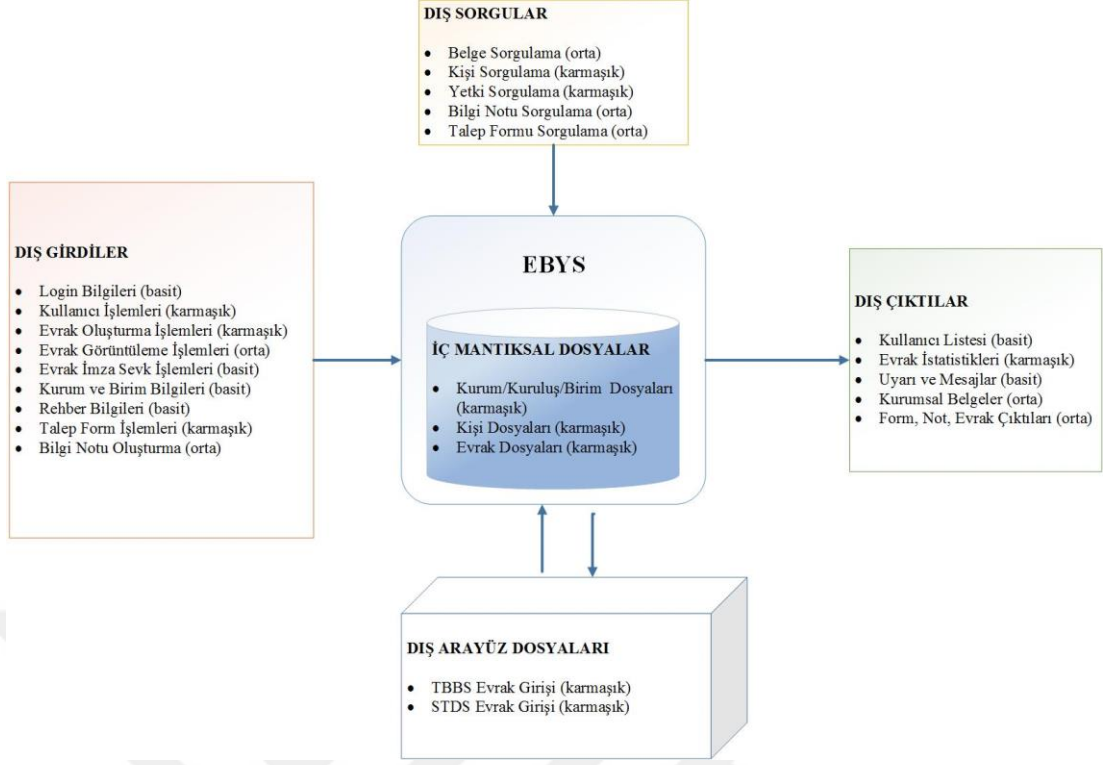 DIŞ SORGULAR
• Belge Sorgulama (orta)
• Kişi Sorgulama (karmaşık)
• Yetki Sorgulama (karmaşık)
• Bilgi Notu Sorgulama (orta)
• Talep Formu Sorgulama (orta)
DIŞ GİRDİLER
• Login Bilgileri (basit)
• Kullanıcı İşlemleri (karmaşık)
• Evrak Oluşturma İşlemleri (karmaşık)
• Evrak Görüntüleme İşlemleri (orta)
• Evrak İmza Sevk İşlemleri (basit)
• Kurum ve Birim Bilgileri (basit)
• Rehber Bilgileri (basit)
• Talep Form İşlemleri (karmaşık)
• Bilgi Notu Oluşturma (orta)
EBYS
İÇ MANTIKSAL DOSYALAR
• Kurum/Kuruluş/Birim Dosyaları
(karmaşık)
• Kişi Dosyaları (karmaşık)
• Evrak Dosyaları (karmaşık)
DIŞ ÇIKTILAR
• Kullanıcı Listesi (basit)
• Evrak İstatistikleri (karmaşık)
• Uyarı ve Mesajlar (basit)
• Kurumsal Belgeler (orta)
• Form, Not, Evrak Çıktıları (orta)
DIŞ ARAYÜZ DOSYALARI
• TBBS Evrak Girişi (karmaşık)
• STDS Evrak Girişi (karmaşık)